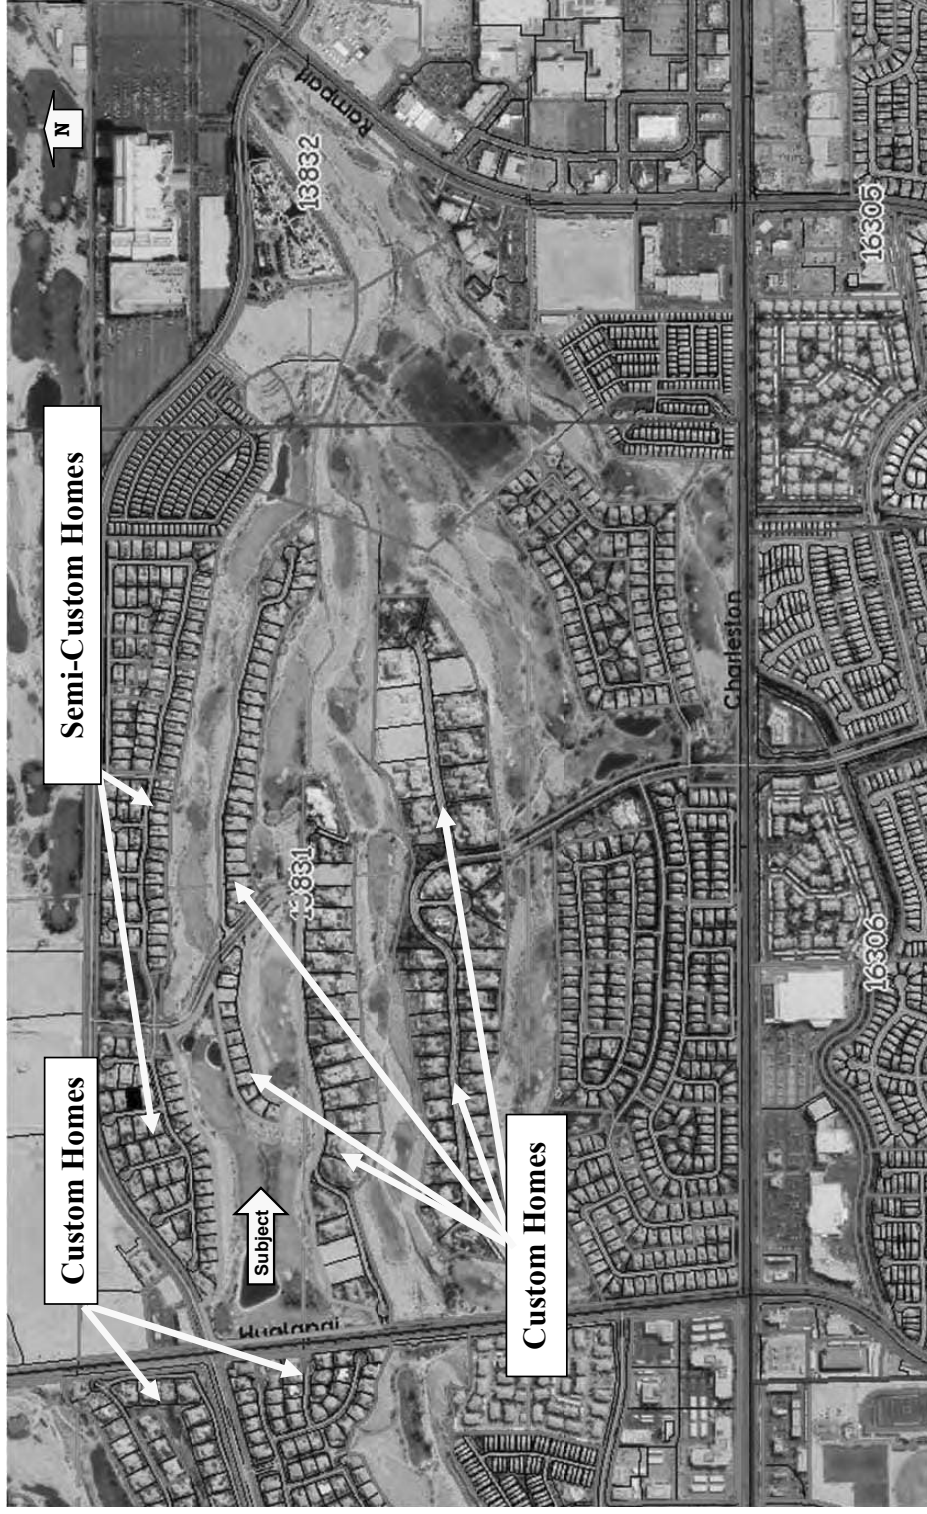 N
Rampart
13832
16305
Semi-Custom Homes
Charleston
13831
16306
Custom Homes
Subject
Custom Homes
Hualapai